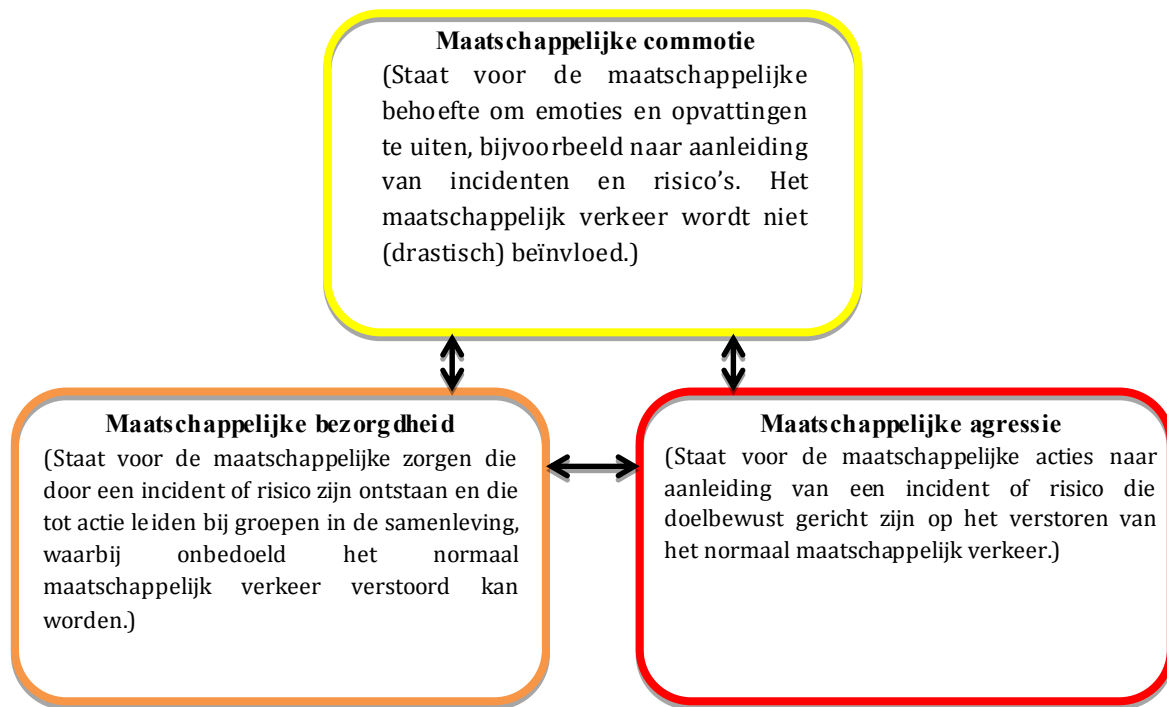 Maatschappelijke commotie
(Staat voor de maatschappelijke
behoefte om emoties en opvattingen
te uiten, bijvoorbeeld naar aanleiding
van incidenten en risico's. Het
maatschappelijk verkeer wordt niet
(drastisch) beïnvloed.)
Maatschappelijke bezorgdheid
(Staat voor de maatschappelijke zorgen die
door een incident of risico zijn ontstaan en die
tot actie leiden bij groepen in de samenleving,
waarbij onbedoeld het normaal
maatschappelijk verkeer verstoord kan
worden.)
Maatschappelijke agressie
(Staat voor de maatschappelijke acties naar
aanleiding van een incident of risico die
doelbewust gericht zijn op het verstoren van
het normaal maatschappelijk verkeer.)